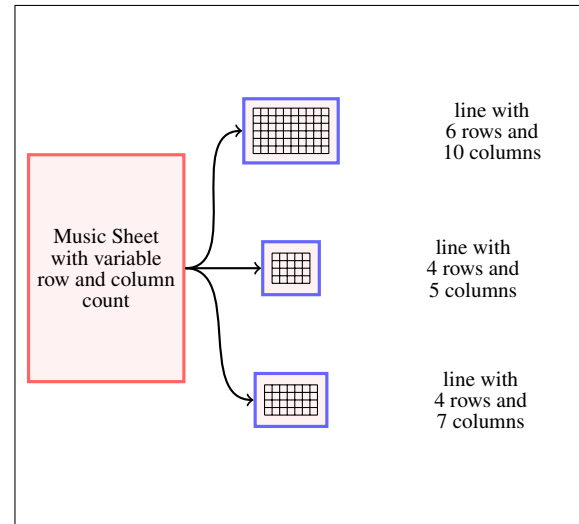 Music Sheet
with variable
row and column
count
line with
6 rows and
10 columns
line with
4 rows and
5 columns
line with
4 rows and
7 columns